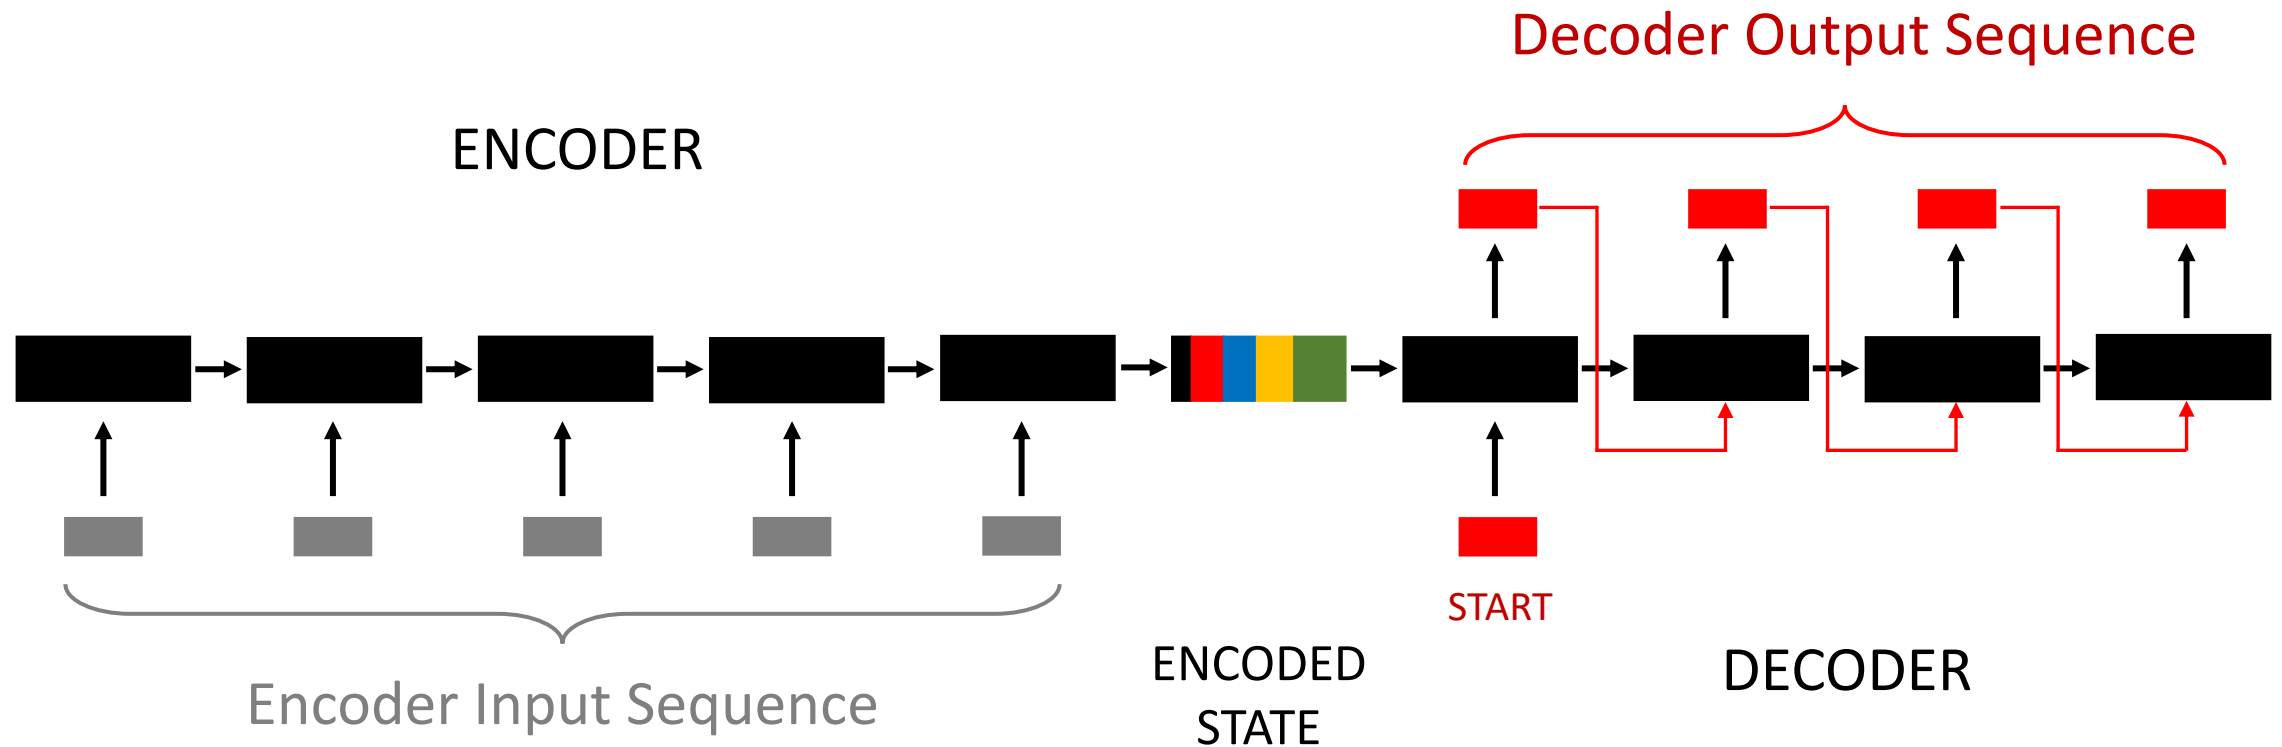 Decoder Output Sequence
ENCODER
START
ENCODED
STATE
DECODER
Encoder Input Sequence